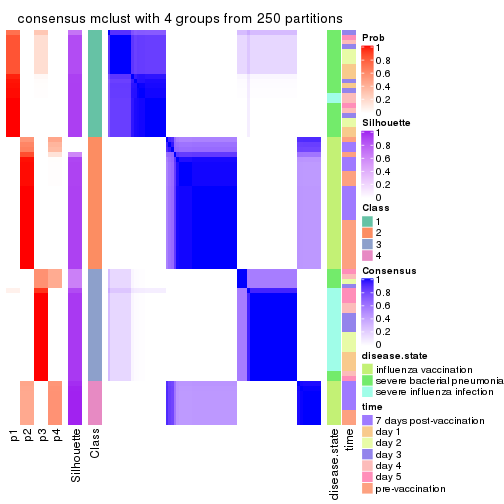 consensus mclust with 4 groups from 250 partitions
Prob
1
0.8
0.6
0.4
0.2
0
Silhouette
1
0.8
0.6
0.4
0.2
0
Class
1
2
3
4
Consensus
1
0.8
0.6
0.4
0.2
0
disease.state
influenza vaccination
severe bacterial pneumonia
severe influenza infection
time
7 days post-vaccination
day 1
day 2
day 3
day 4
day 5
pre-vaccination
p1
p2
p3
p4
Silhouette
Class
disease.state
time